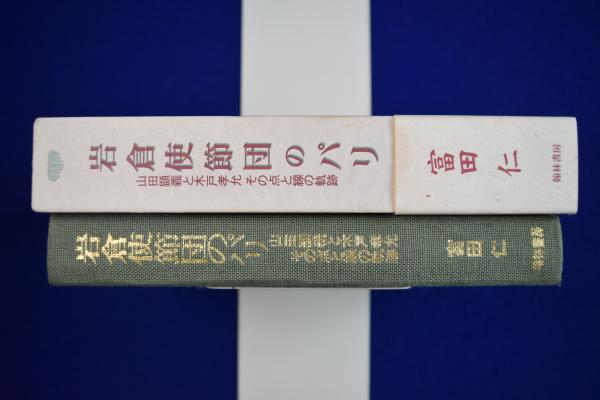 岩倉使節団のパリ
山田顕義と木戸孝允 その点と線の軌跡
富田 仁
翰林書房
岩倉使節団のパリ
山田顕義と木戸孝允
その点と線の軌跡
富田 仁
翰林書房